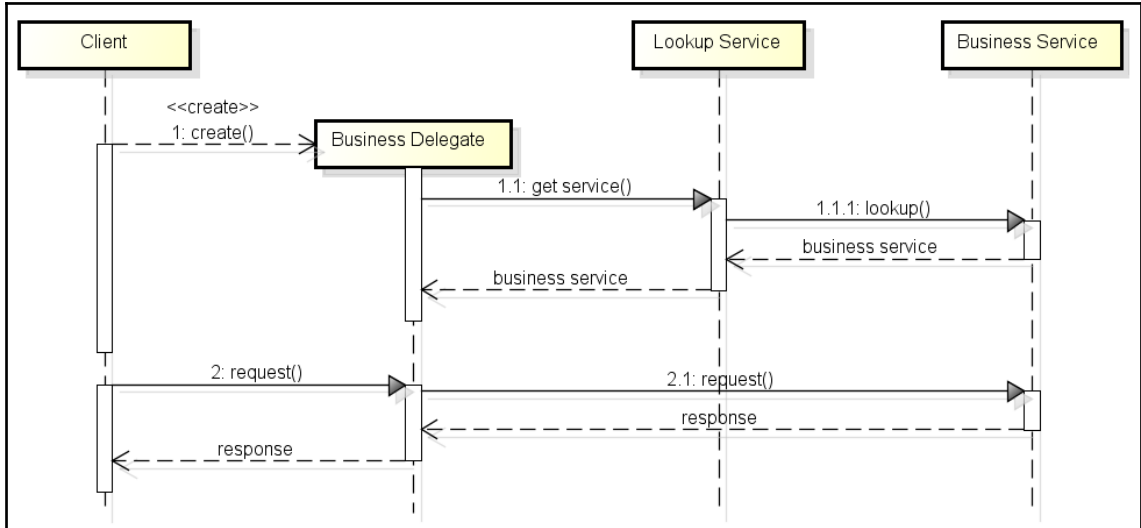 Client
Lookup Service
Business Service
<<create>>
1: create()
Business Delegate
1.1: get service()
1.1.1: lookup()
business service
business service
2: request()
2.1: request()
response
response